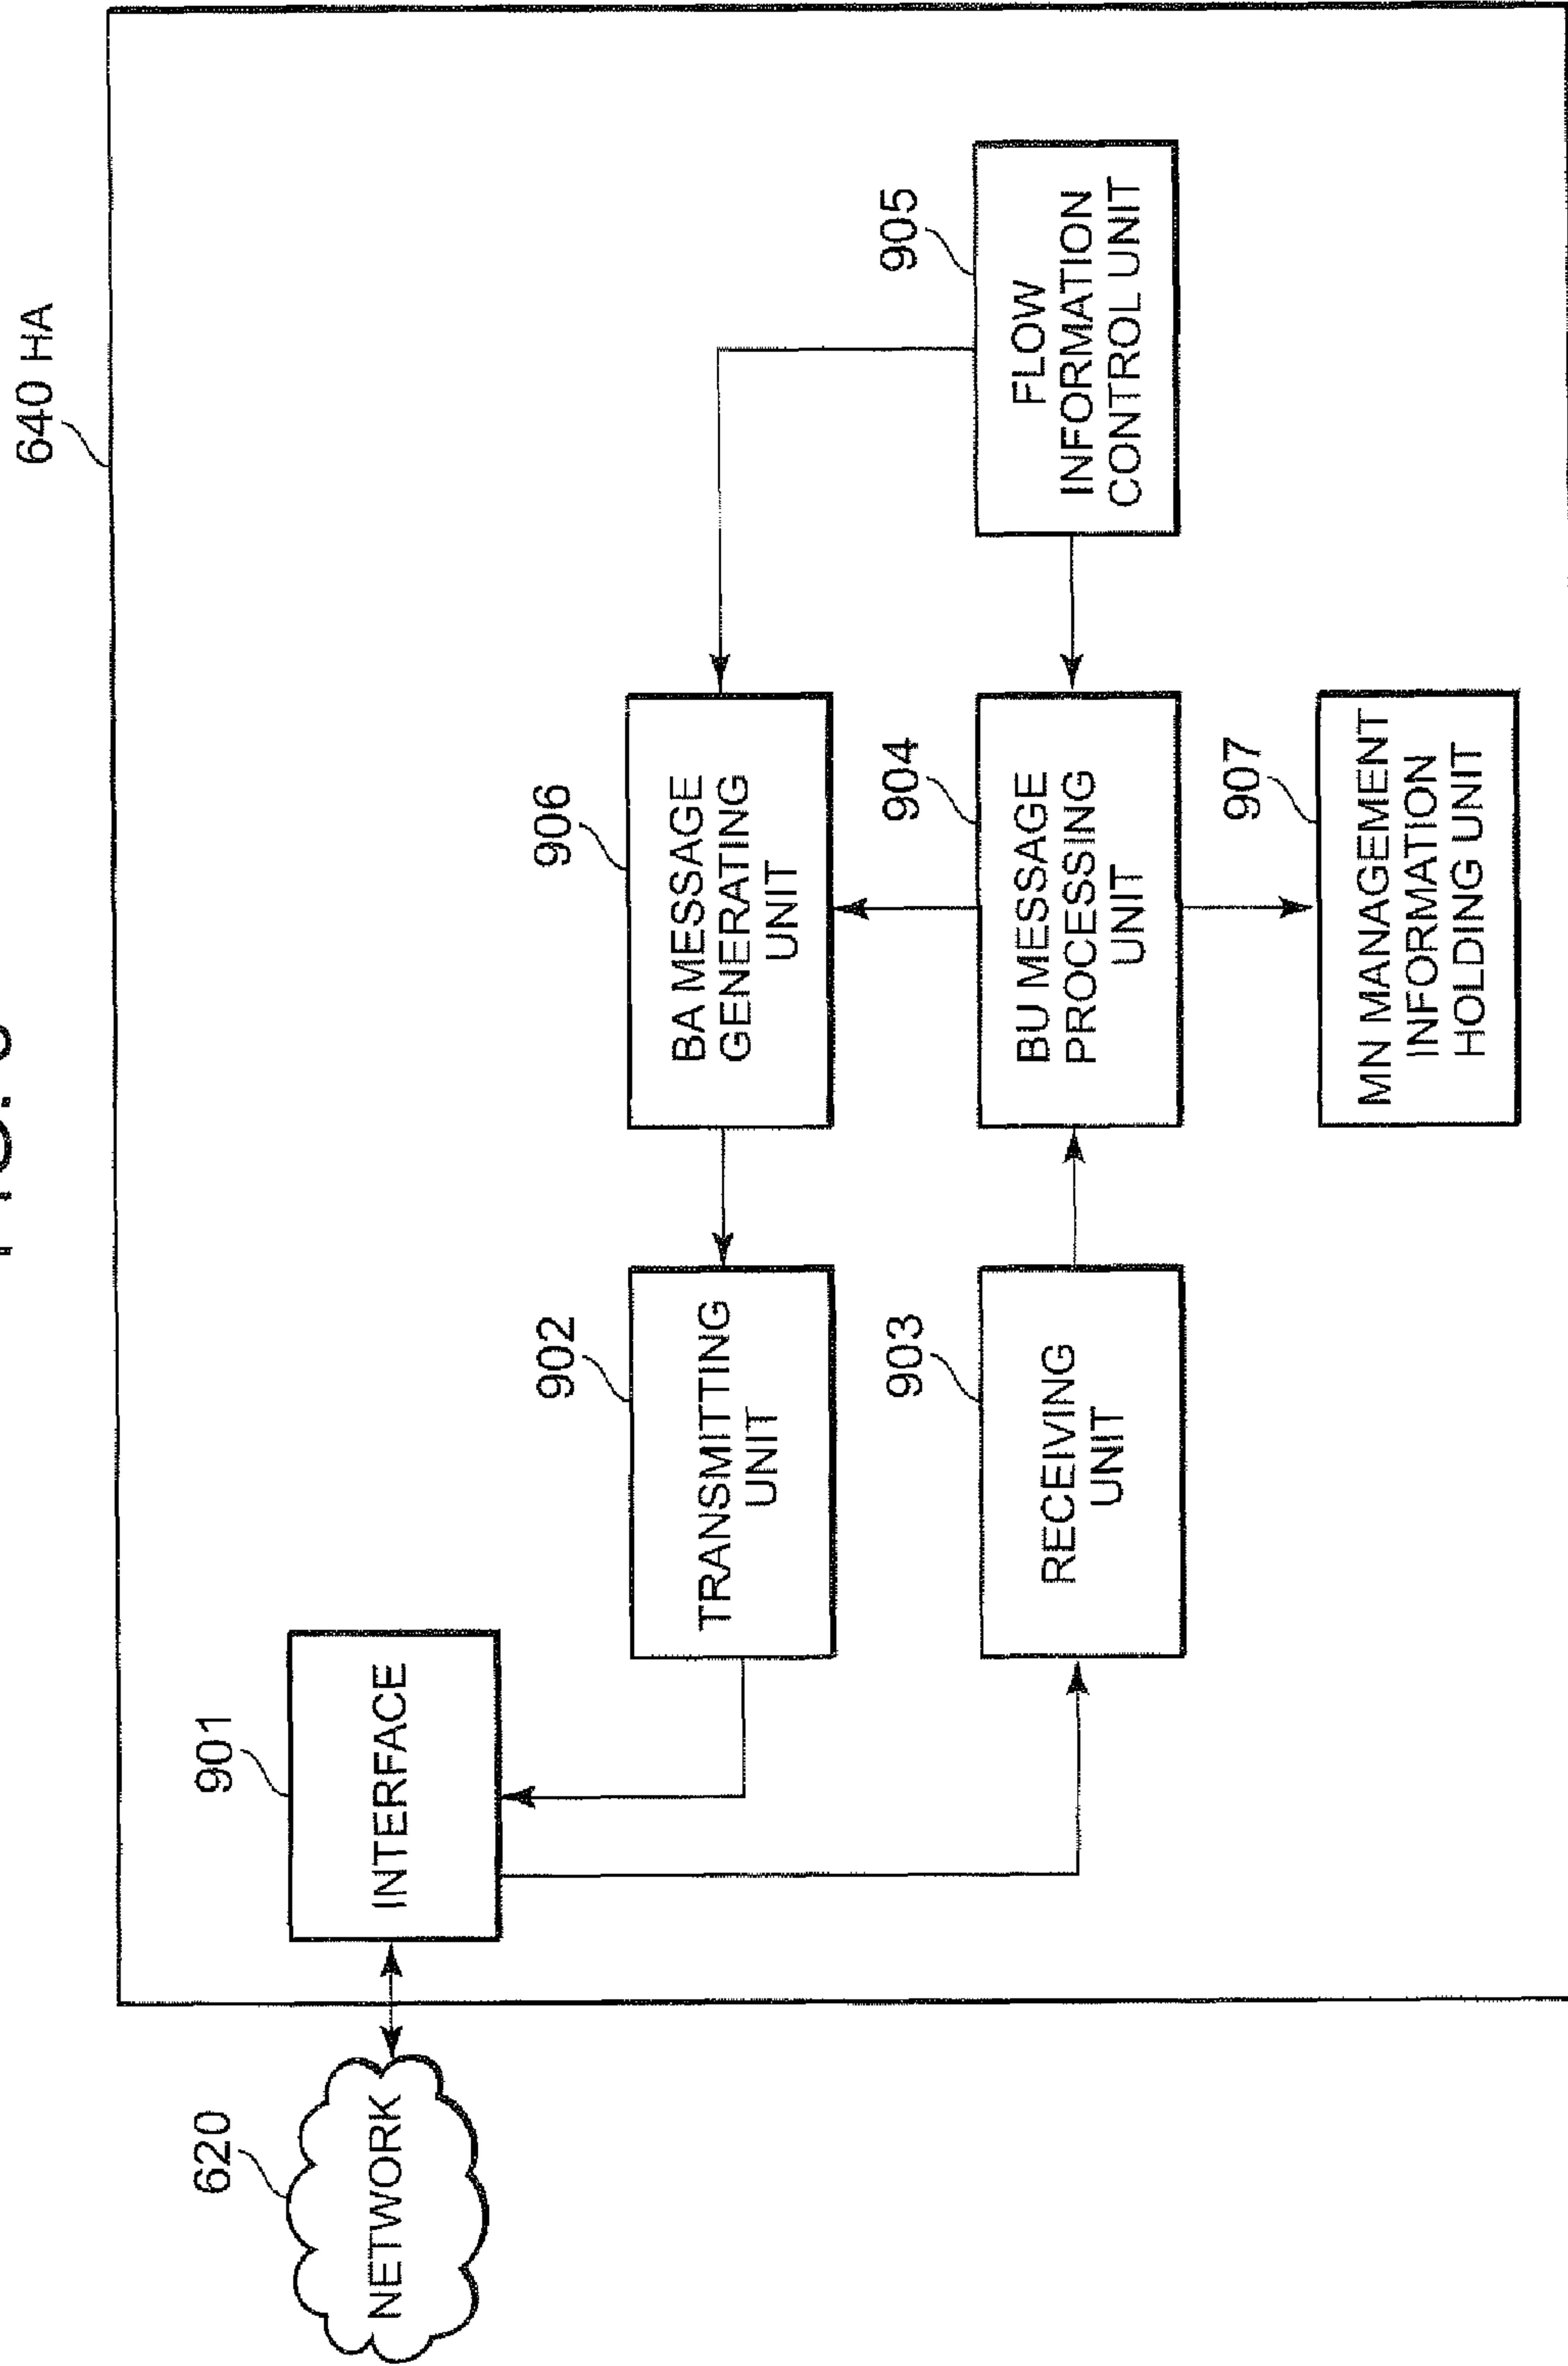 640 HA
620
NETWORK
901
INTERFACE
902
TRANSMITTING
UNIT
906
BA MESSAGE
GENERATING
UNIT
903
RECEIVING
UNIT
904
BU MESSAGE
PROCESSING
UNIT
905
FLOW
INFORMATION
CONTROL UNIT
907
MN MANAGEMENT
INFORMATION
HOLDING UNIT